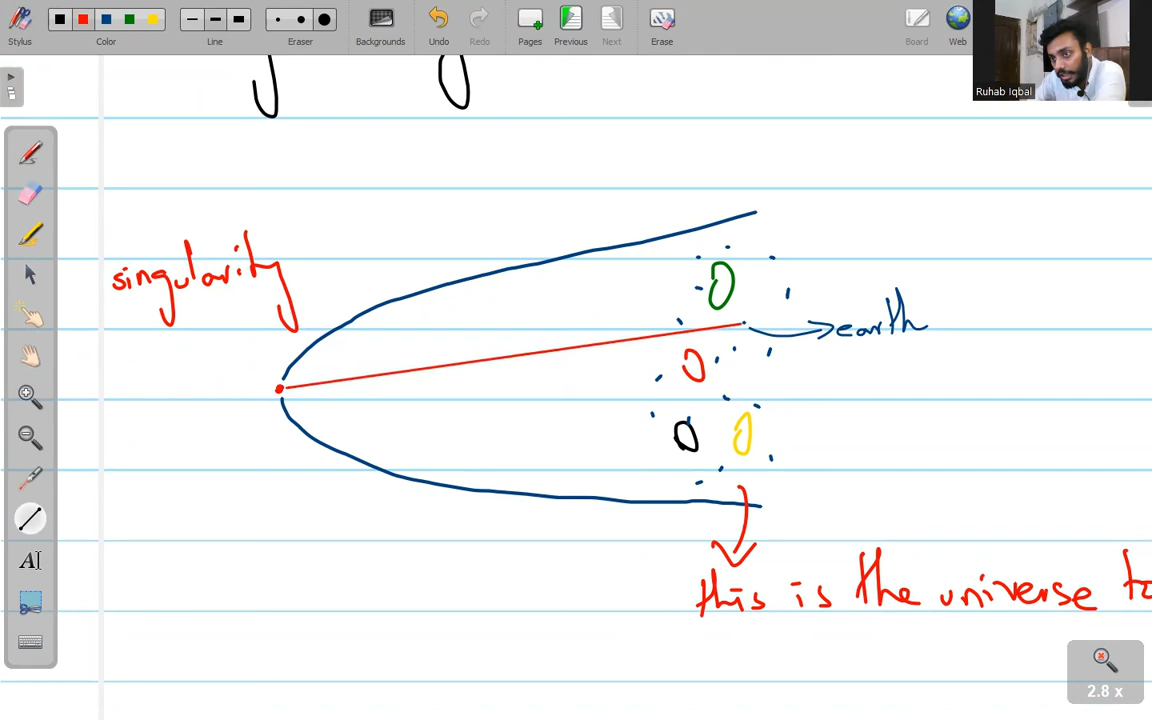 Stylus
Color
Line
Eraser
Backgrounds
Undo
Redo
Pages
Previous
Next
Erase
Board
Web
Ruhab Iqbal
singularity
earth
this is the universe
A
2.8 x